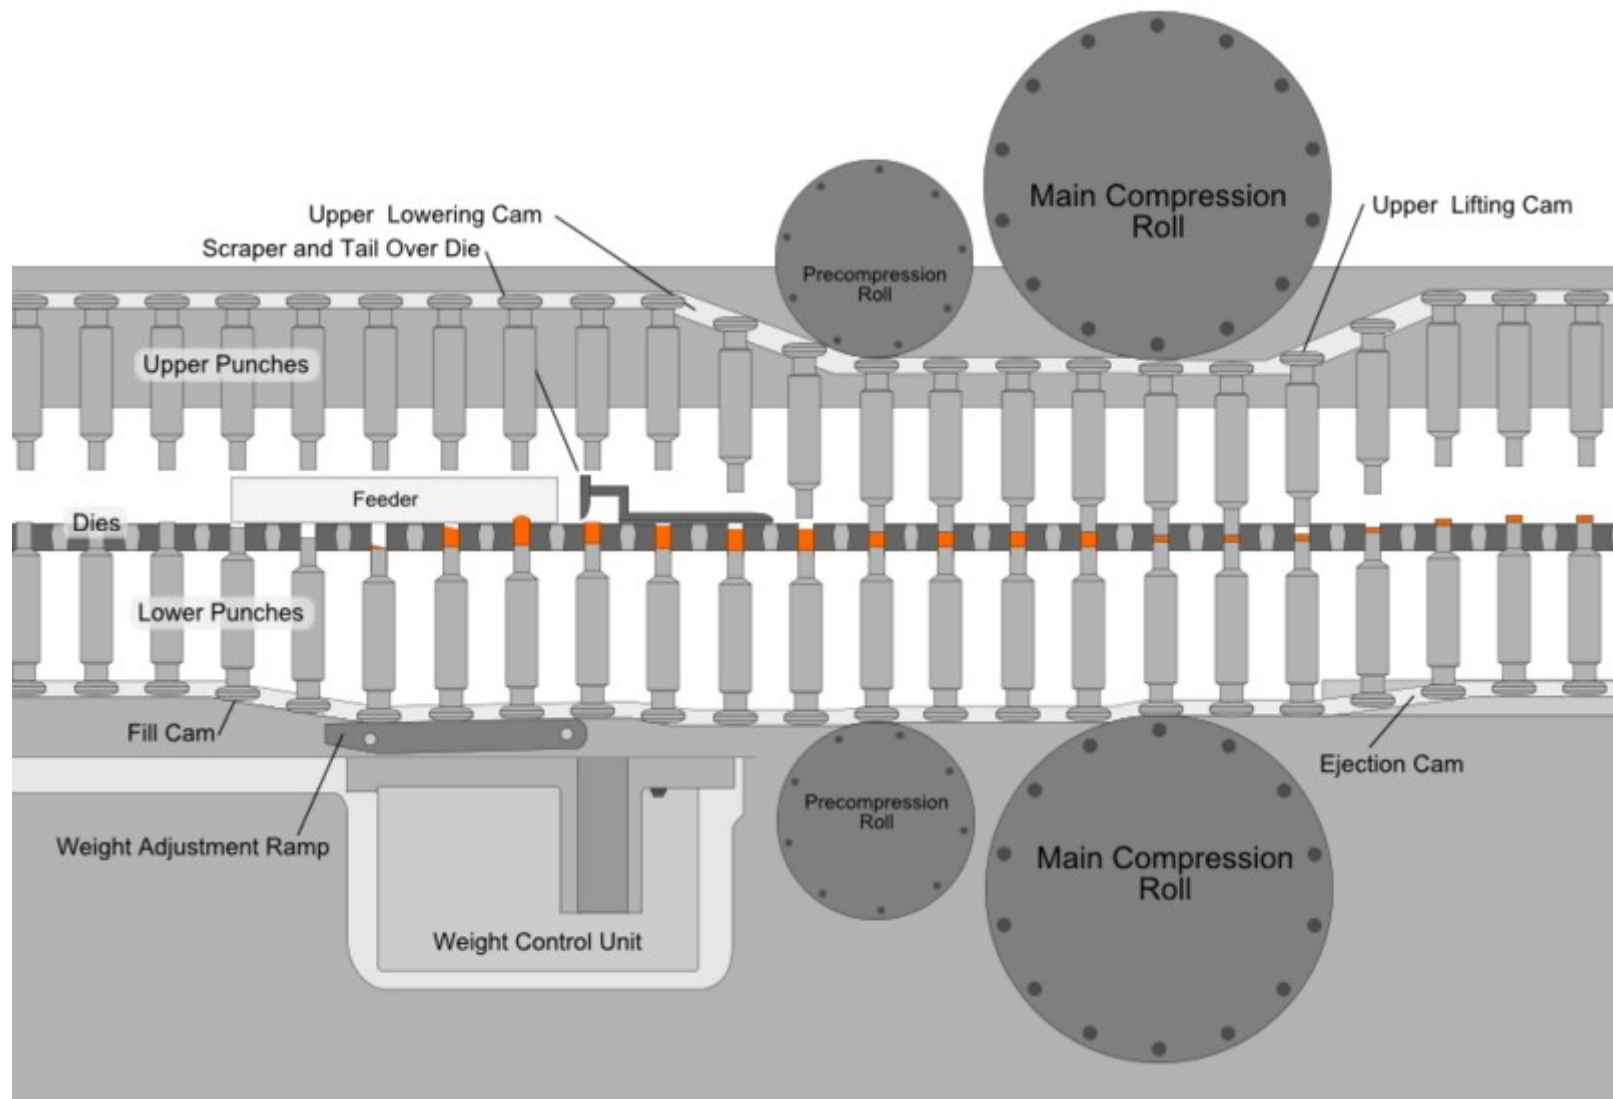 Upper Lowering Cam
Scraper and Tail Over Die
Precompression
Roll
Main Compression
Roll
Upper Lifting Cam
Upper Punches
Feeder
Dies
Lower Punches
Fill Cam
Weight Adjustment Ramp
Weight Control Unit
Precompression
Roll
Main Compression
Roll
Ejection Cam